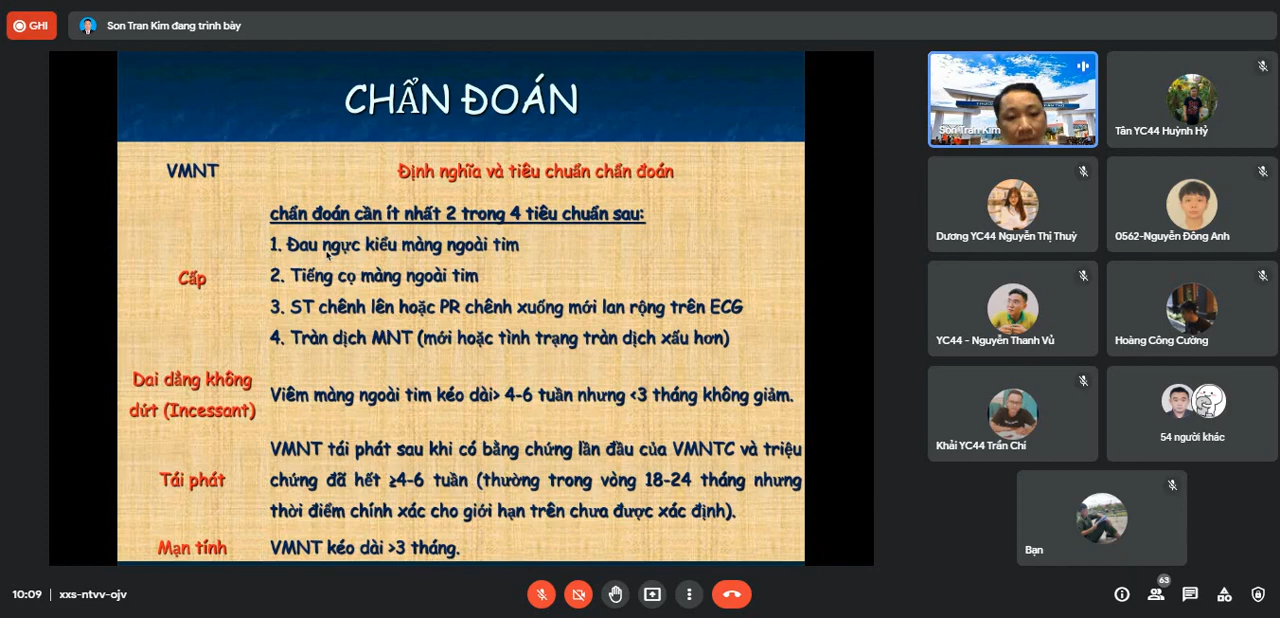 GHI
Son Tran Kim đang trình bày
CHẨN ĐOÁN
VMNT
Định nghĩa và tiêu chuẩn chẩn đoán
Cấp
chẩn đoán cần ít nhất 2 trong 4 tiêu chuẩn sau:
1. Đau ngực kiểu màng ngoài tim
2. Tiếng cọ màng ngoài tim
3. ST chênh lên hoặc PR chênh xuống mới lan rộng trên ECG
4. Tràn dịch MNT (mới hoặc tình trạng tràn dịch xấu hơn)
Dai dẳng không
dứt (Incessant)
Viêm màng ngoài tim kéo dài> 4-6 tuần nhưng <3 tháng không giảm.
Tái phát
VMNT tái phát sau khi có bằng chứng lần đầu của VMNTC và triệu
chứng đã hết ≥4-6 tuần (thường trong vòng 18-24 tháng nhưng
thời điểm chính xác cho giới hạn trên chưa được xác định).
Mạn tính
VMNT kéo dài >3 tháng.
Son Tran Kim
Tân YC44 Huỳnh Hỷ
Dương YC44 Nguyễn Thị Thuỳ
0562-Nguyễn Đông Anh
YC44 - Nguyễn Thanh Vủ
Hoàng Công Cường
Khải YC44 Trần Chí
54 người khác
Bạn
10:09
xxs-ntvv-ojv
63